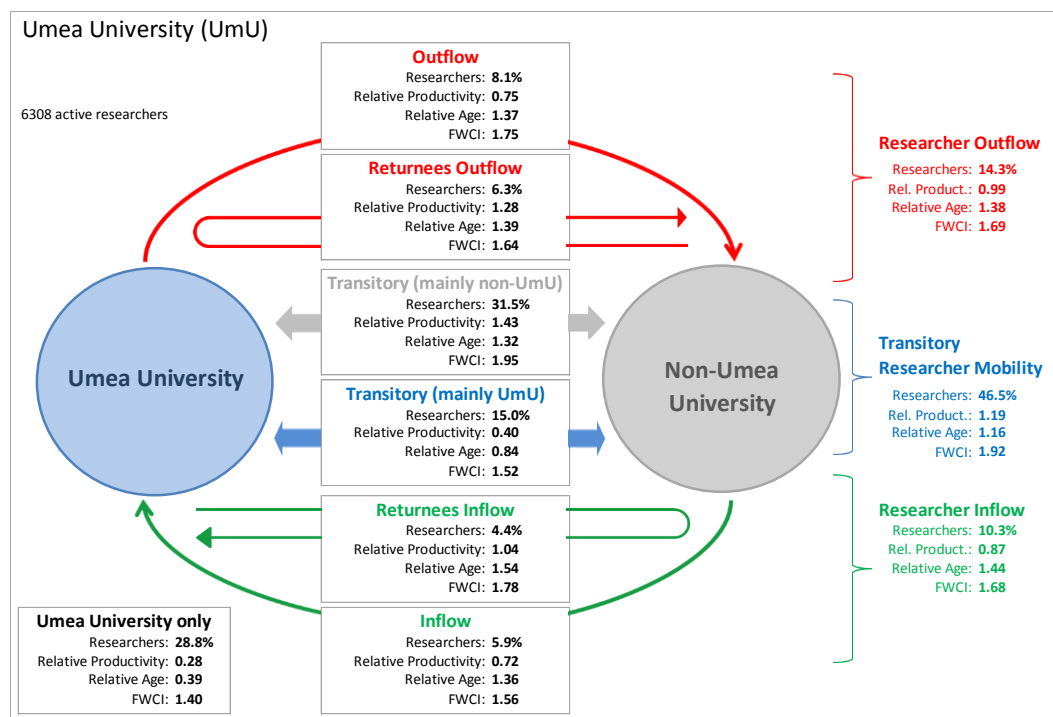 Umea University (UmU)
6308 active researchers
Outflow
Researchers: 8.1%
Relative Productivity: 0.75
Relative Age: 1.37
FWCI: 1.75
Returnees Outflow
Researchers: 6.3%
Relative Productivity: 1.28
Relative Age: 1.39
FWCI: 1.64
Transitory (mainly non-UmU)
Researchers: 31.5%
Relative Productivity: 1.43
Relative Age: 1.32
FWCI: 1.95
Umea University
Transitory (mainly UmU)
Researchers: 15.0%
Relative Productivity: 0.40
Relative Age: 0.84
FWCI: 1.52
Non-Umea
University
Returnees Inflow
Researchers: 4.4%
Relative Productivity: 1.04
Relative Age: 1.54
FWCI: 1.78
Inflow
Researchers: 5.9%
Relative Productivity: 0.72
Relative Age: 1.36
FWCI: 1.56
Umea University only
Researchers: 28.8%
Relative Productivity: 0.28
Relative Age: 0.39
FWCI: 1.40
Researcher Outflow
Researchers: 14.3%
Rel. Product.: 0.99
Relative Age: 1.38
FWCI: 1.69
Transitory
Researcher Mobility
Researchers: 46.5%
Rel. Product.: 1.19
Relative Age: 1.16
FWCI: 1.92
Researcher Inflow
Researchers: 10.3%
Rel. Product.: 0.87
Relative Age: 1.44
FWCI: 1.68